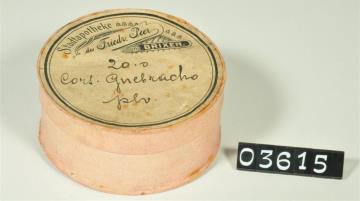 Stadtapotheke
des Friedr. Peer
BRIXEN
20.0
Cort. Quebracho
plv.
03615